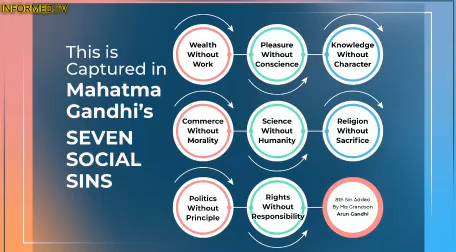 INFORMED.TV
This is
Captured in
Mahatma
Gandhi's
SEVEN
SOCIAL
SINS
Wealth
Without
Work
Pleasure
Without
Conscience
Knowledge
Without
Character
Commerce
Without
Morality
Science
Without
Humanity
Religion
Without
Sacrifice
Politics
Without
Principle
Rights
Without
Responsibility
8th Sin Added
By His Grandson
Arun Gandhi